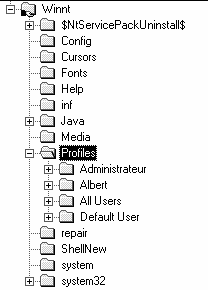 Winnt
$NtServicePackUninstall$
Config
Cursors
Fonts
Help
inf
Java
Media
Profiles
Administrateur
Albert
All Users
Default User
repair
ShellNew
system
system32